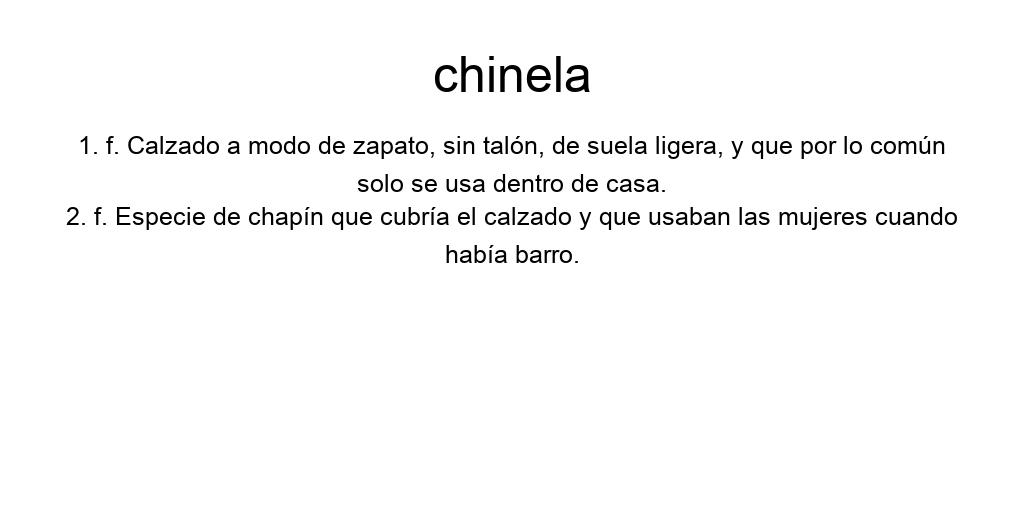 chinela
1. f. Calzado a modo de zapato, sin talón, de suela ligera, y que por lo común
solo se usa dentro de casa.
2. f. Especie de chapín que cubría el calzado y que usaban las mujeres cuando
había barro.